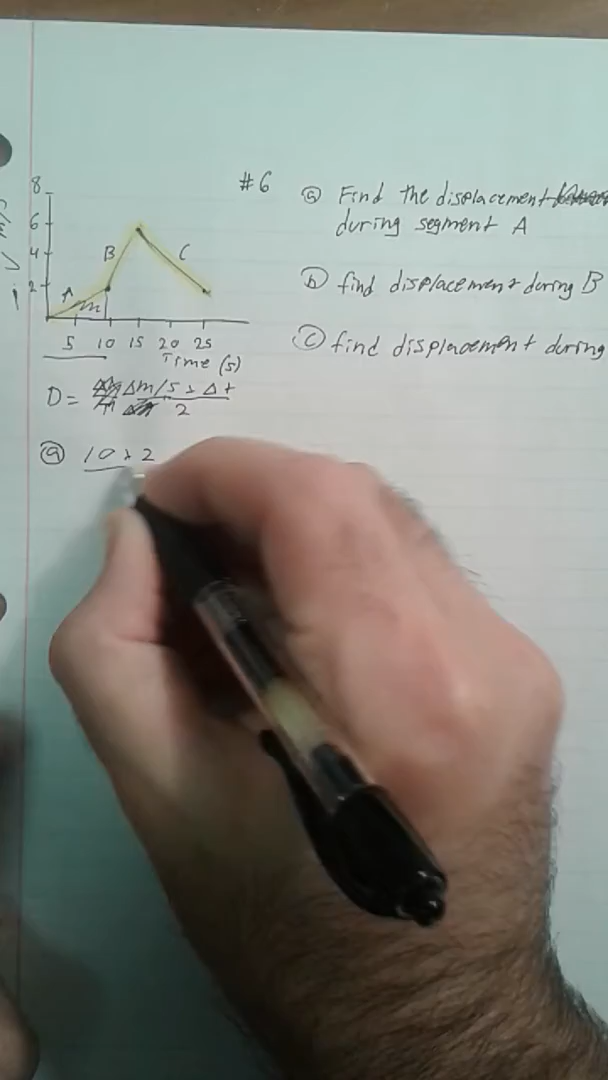 8
#6
ⓐ Find the displacement
during segment A
6
4
2
B
C
A
m
ⓑ find displacement during B
ⓒ find displacement during
5 10 15 20 25
Time (s)
D = Δm/s x Δt
2
ⓐ 10 x 2